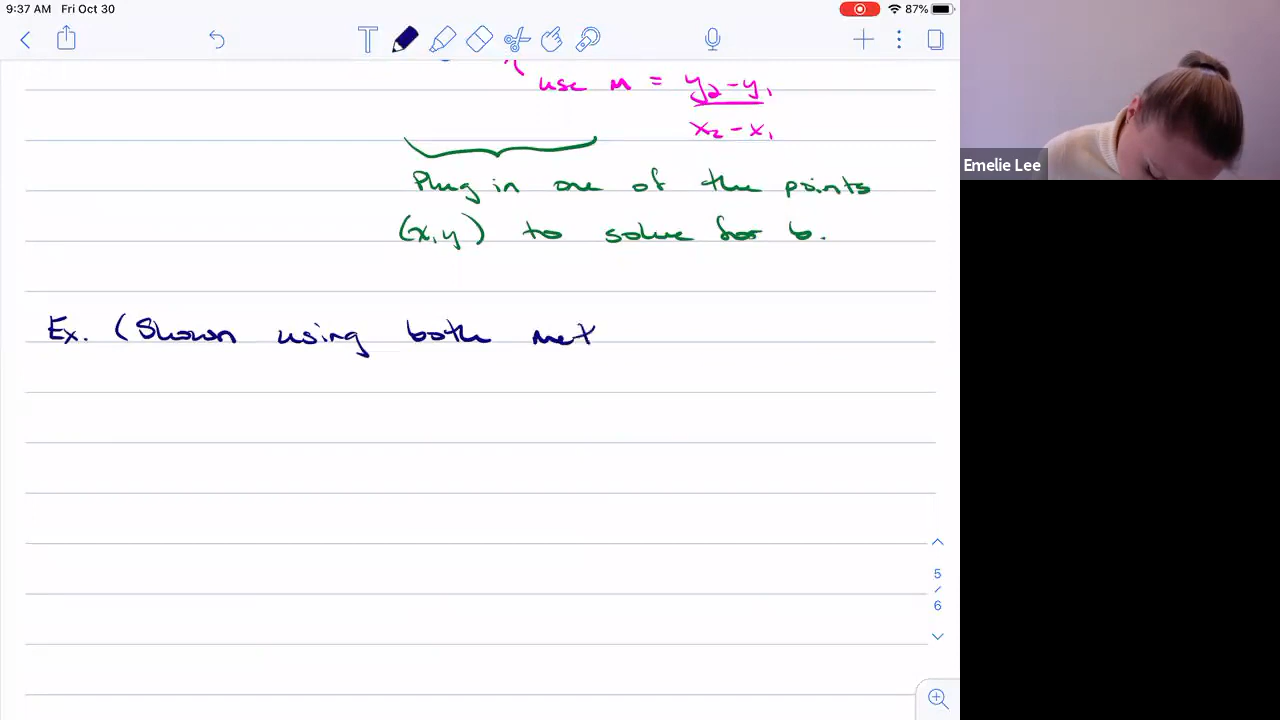 9:37 AM Fri Oct 30
87%
use m = y₂ - y₁
x₂ - x₁
Plug in one of the points
(x,y) to solve for b.
Ex. (Shown using both met
5
/
6
Emelie Lee